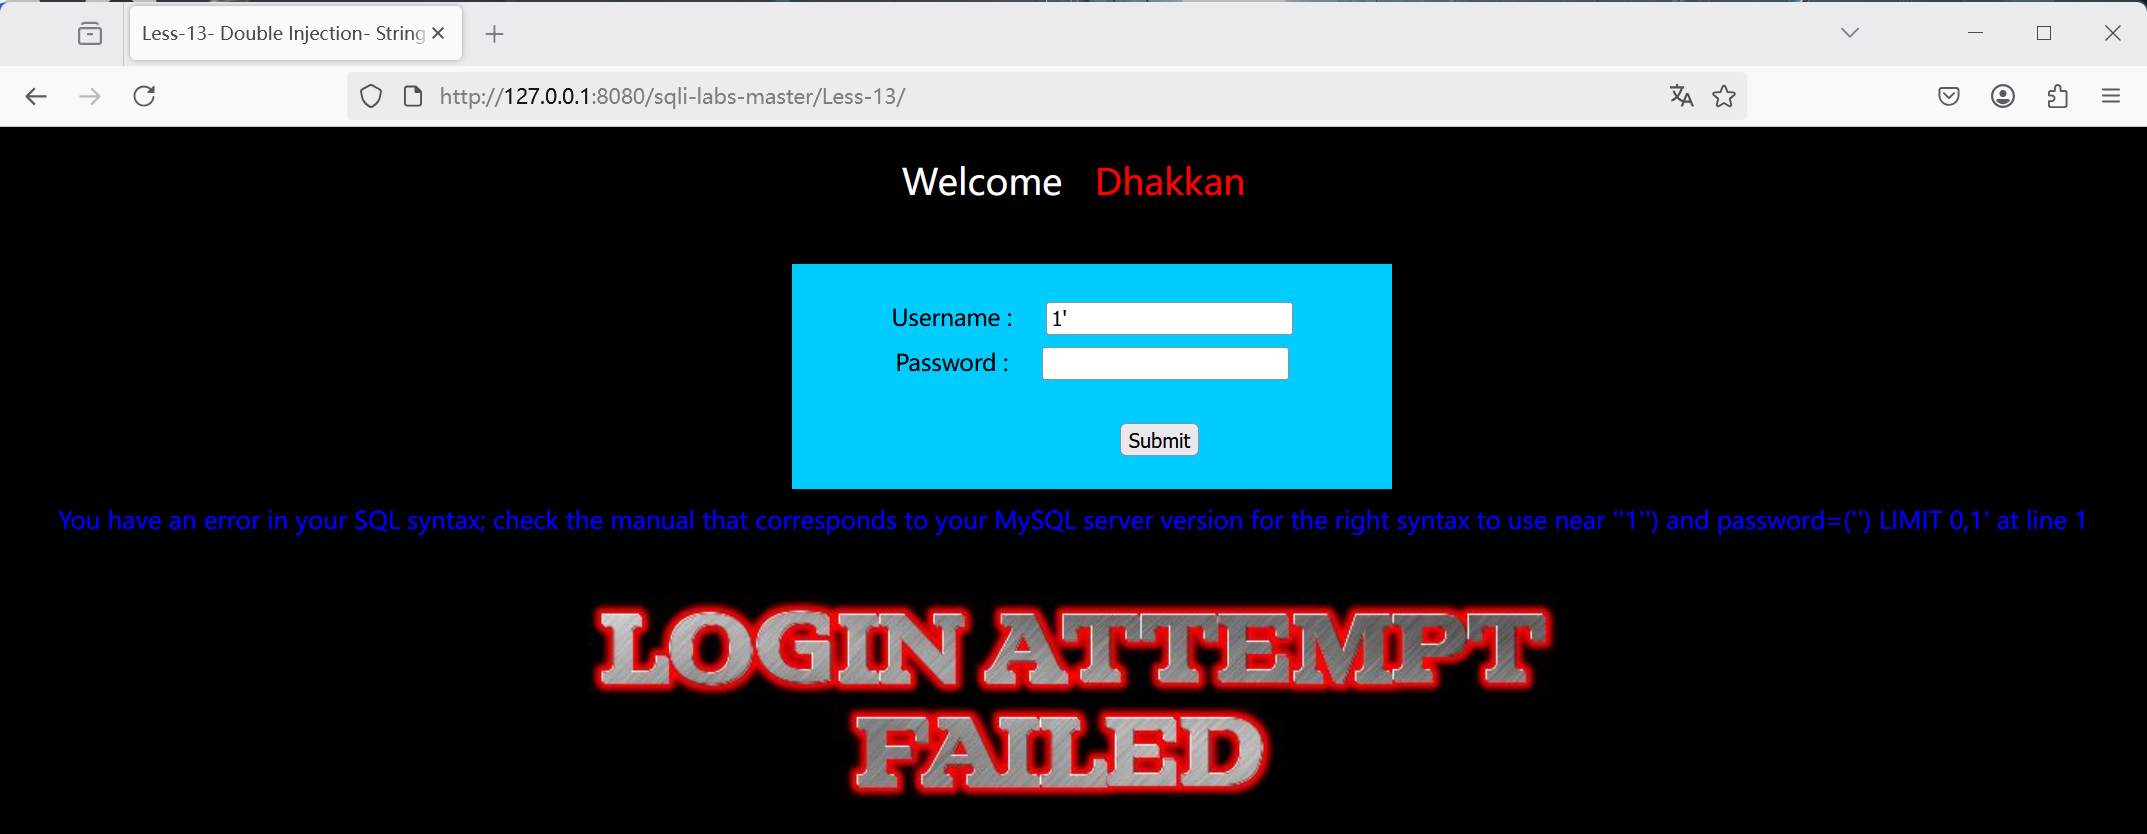 Less-13- Double Injection- String
http://127.0.0.1:8080/sqli-labs-master/Less-13/
Welcome Dhakkan
Username : 1'
Password :
Submit
You have an error in your SQL syntax; check the manual that corresponds to your MySQL server version for the right syntax to use near ''1'') and password=('') LIMIT 0,1' at line 1
LOGIN ATTEMPT
FAILED